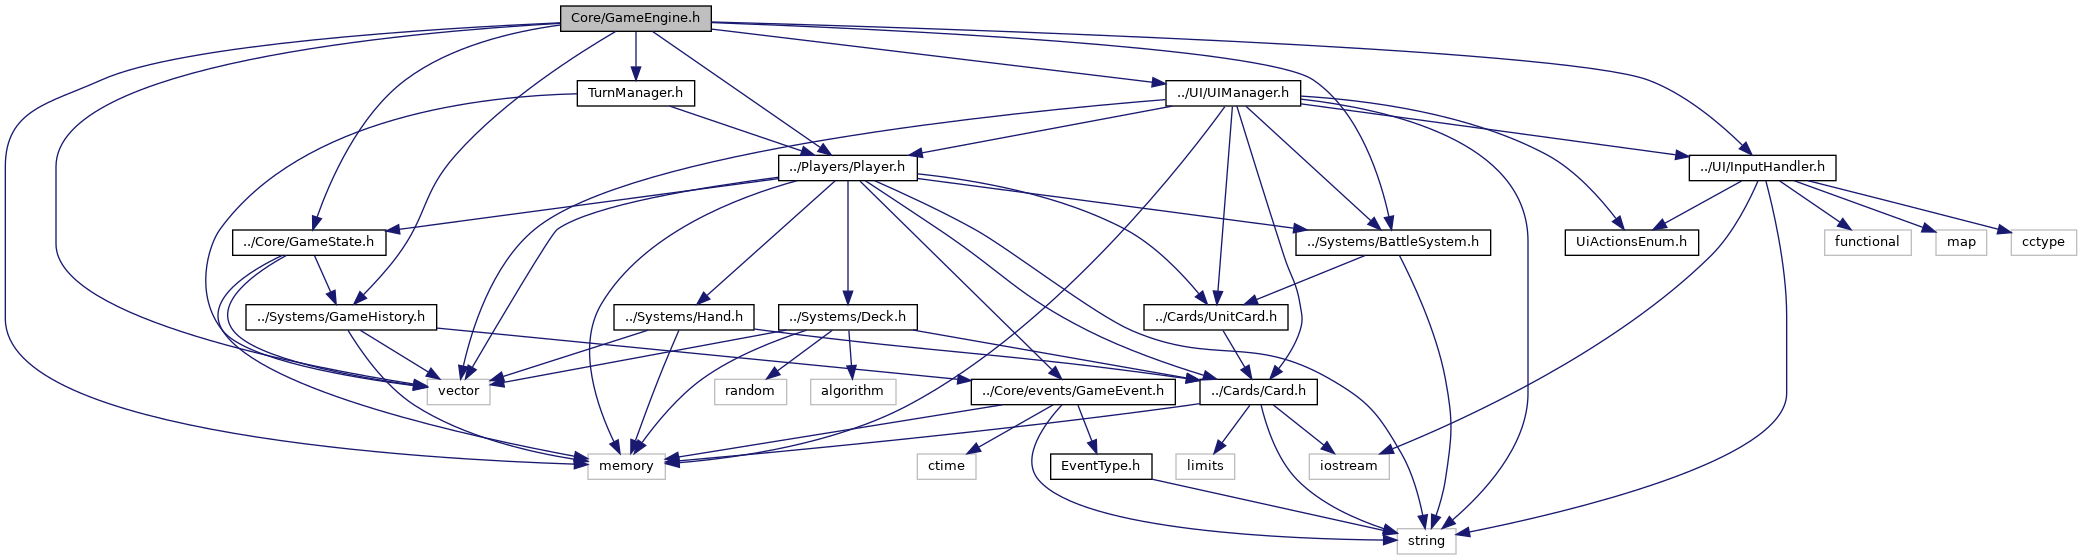 Core/GameEngine.h
TurnManager.h
../UI/UIManager.h
../Players/Player.h
../UI/InputHandler.h
../Core/GameState.h
../Systems/BattleSystem.h
UiActionsEnum.h
functional
map
cctype
../Systems/GameHistory.h
../Systems/Hand.h
../Systems/Deck.h
../Cards/UnitCard.h
vector
random
algorithm
../Core/events/GameEvent.h
../Cards/Card.h
memory
ctime
EventType.h
limits
iostream
string